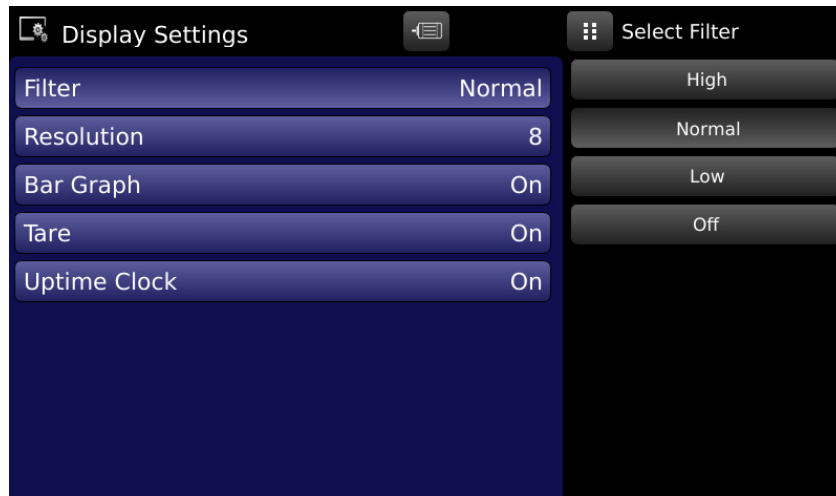 Display Settings
Filter Normal
Resolution 8
Bar Graph On
Tare On
Uptime Clock On
Select Filter
High
Normal
Low
Off